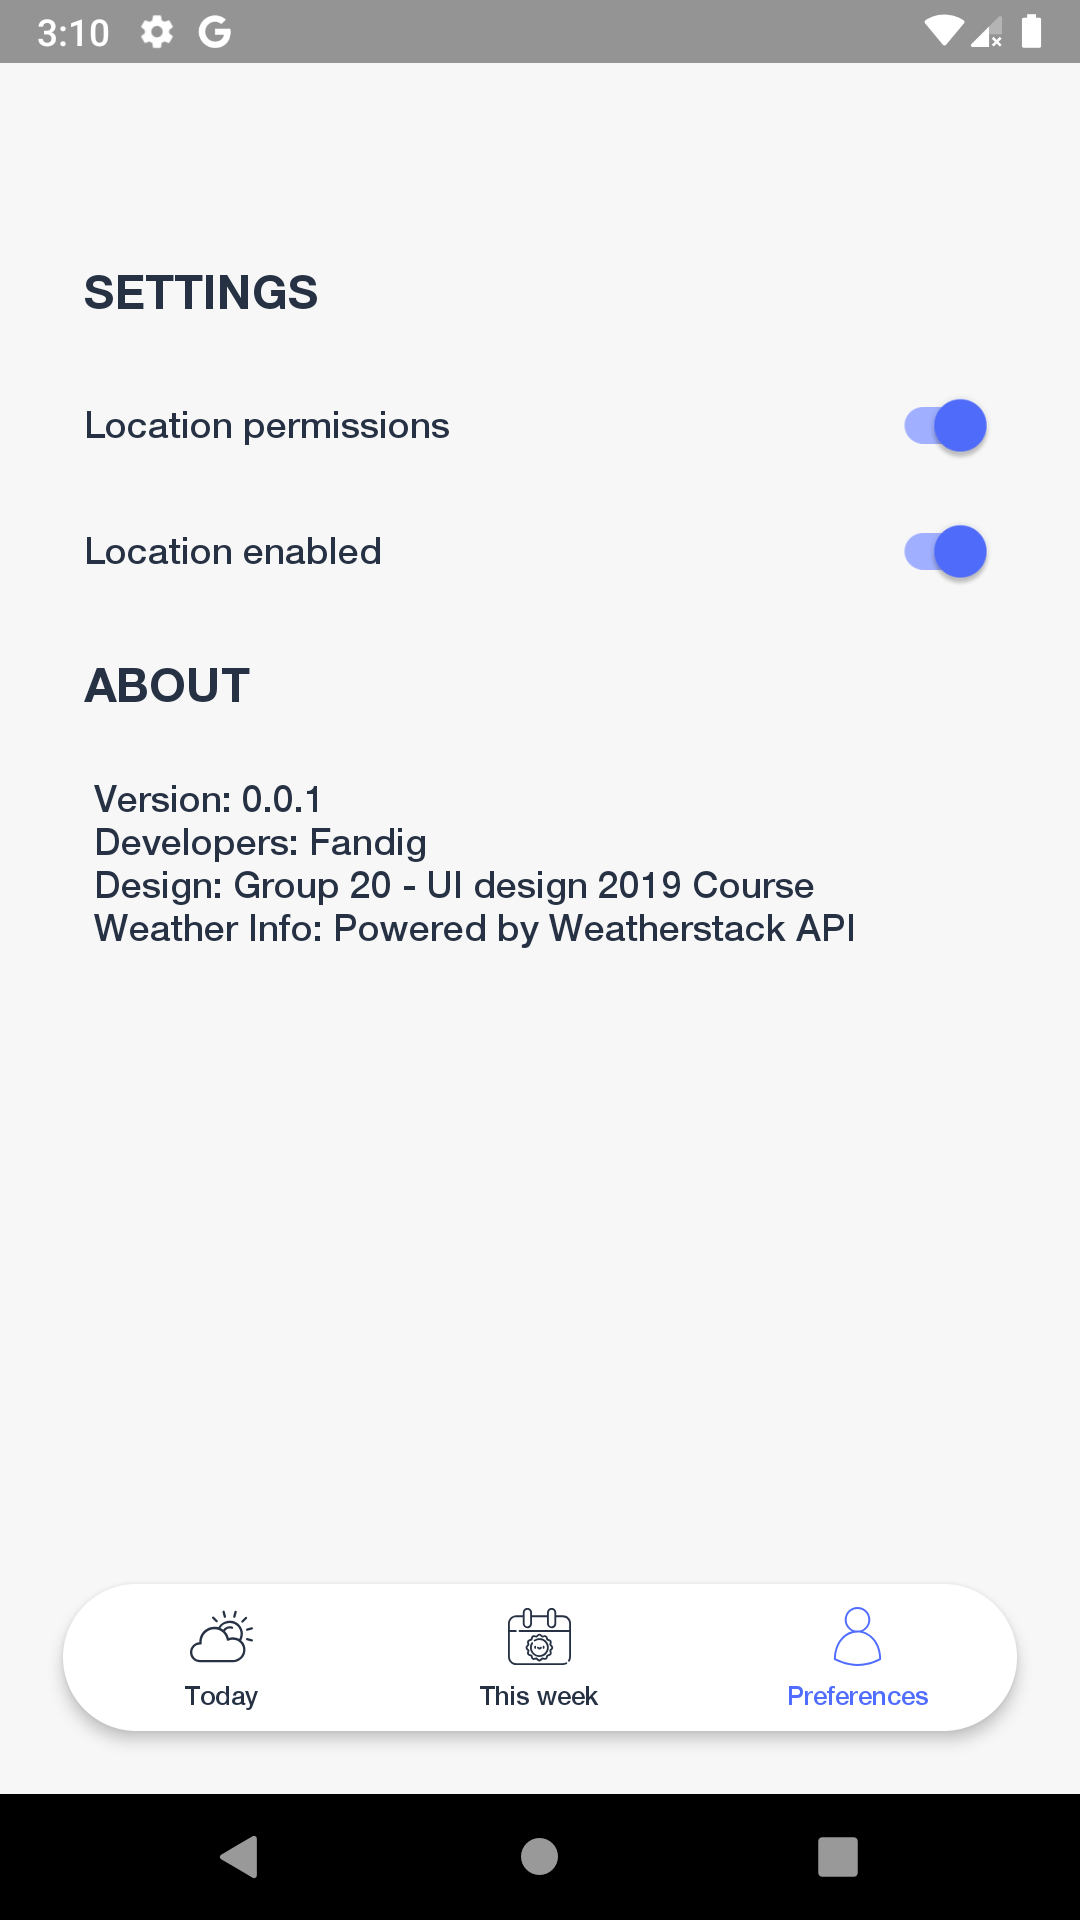 3:10
SETTINGS
Location permissions
Location enabled
ABOUT
Version: 0.0.1
Developers: Fandig
Design: Group 20 - UI design 2019 Course
Weather Info: Powered by Weatherstack API
Today
This week
Preferences